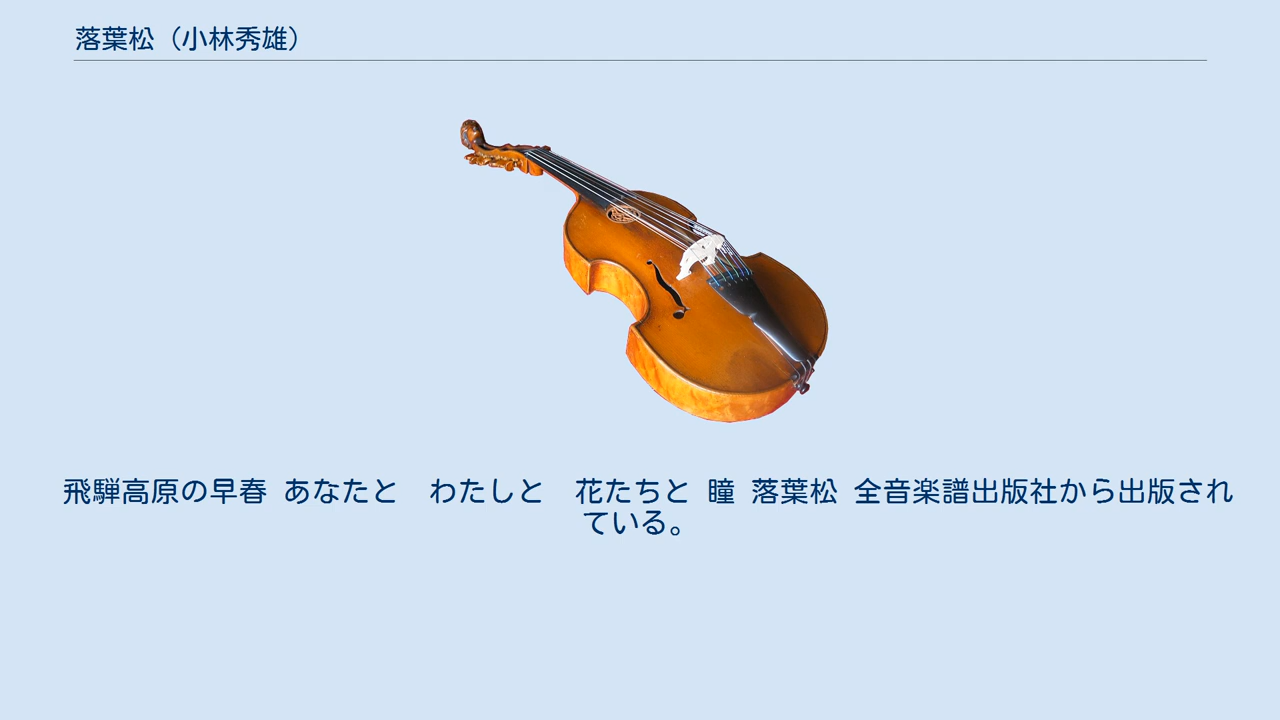 落葉松（小林秀雄）
飛騨高原の早春 あなたと　わたしと　花たちと 瞳 落葉松 全音楽譜出版社から出版され
ている。